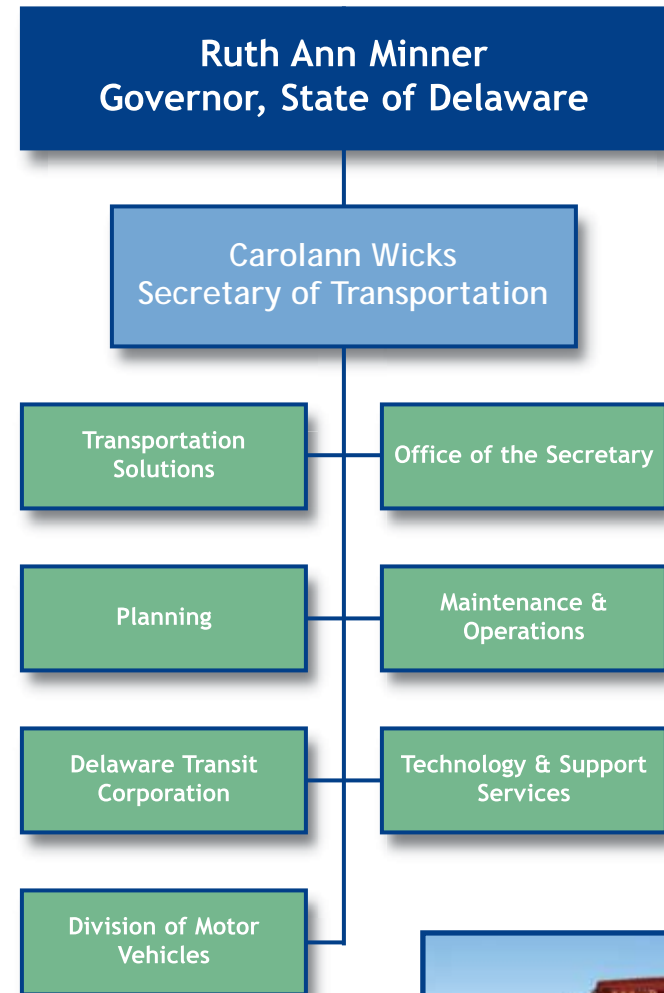 Ruth Ann Minner
Governor, State of Delaware
Carolann Wicks
Secretary of Transportation
Transportation
Solutions
Office of the Secretary
Planning
Maintenance &
Operations
Delaware Transit
Corporation
Technology & Support
Services
Division of Motor
Vehicles